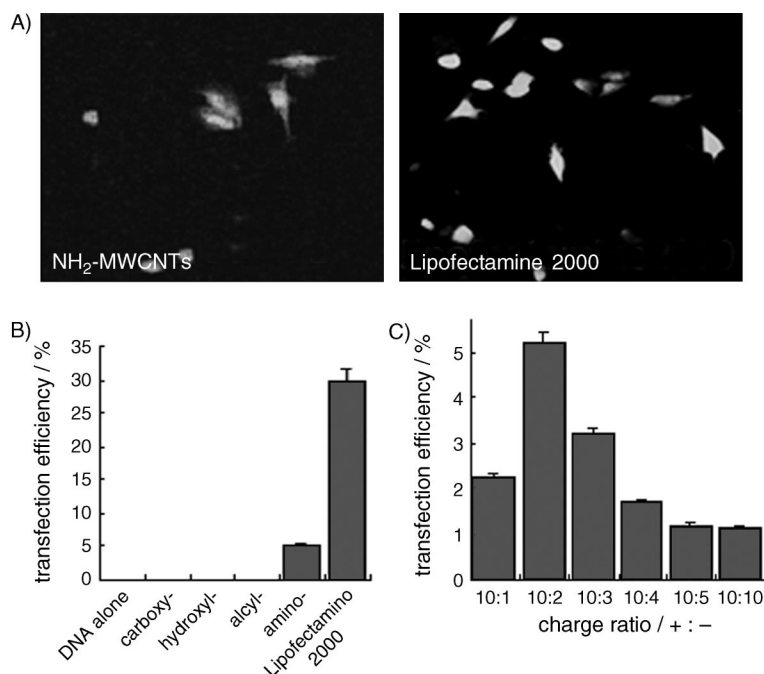 A)
NH2-MWCNTs
Lipofectamine 2000
B)
transfection efficiency / %
35
30
25
20
15
10
5
0
DNA alone
carboxy-
hydroxyl-
alcyl-
amino-
Lipofectamino
2000
C)
transfection efficiency / %
5
4
3
2
1
0
10:1 10:2 10:3 10:4 10:5 10:10
charge ratio / + : –